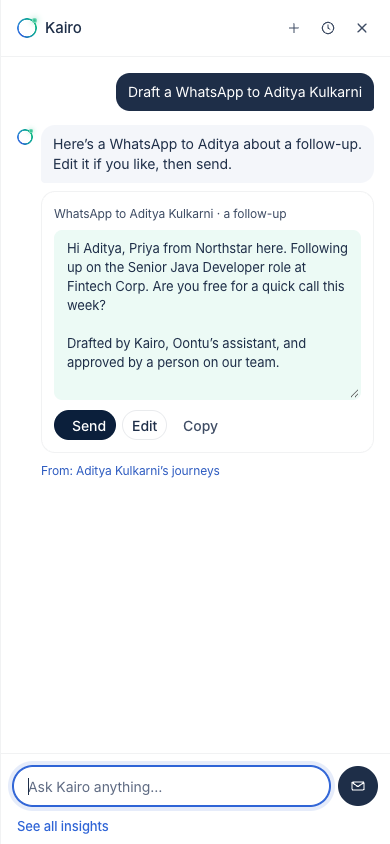 Kairo
Draft a WhatsApp to Aditya Kulkarni
Here’s a WhatsApp to Aditya about a follow-up.
Edit it if you like, then send.
WhatsApp to Aditya Kulkarni · a follow-up
Hi Aditya, Priya from Northstar here. Following
up on the Senior Java Developer role at
Fintech Corp. Are you free for a quick call this
week?
Drafted by Kairo, Oontu’s assistant, and
approved by a person on our team.
Send Edit Copy
From: Aditya Kulkarni’s journeys
Ask Kairo anything...
See all insights